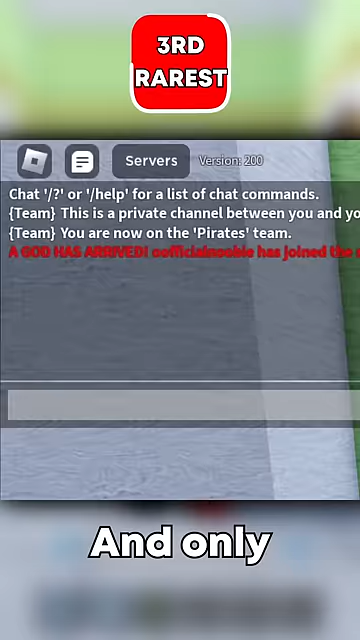 3RD
RAREST
Servers
Version: 200
Chat '/?' or '/help' for a list of chat commands.
{Team} This is a private channel between you and yo
{Team} You are now on the 'Pirates' team.
A GOD HAS ARRIVED! oofficialnoobie has joined the
And only